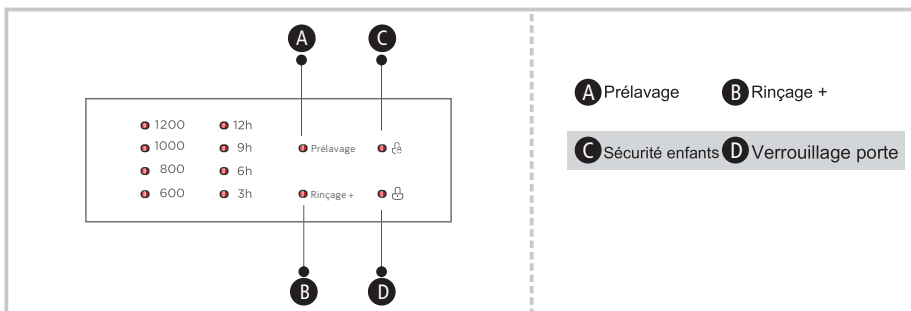 A C
1200 12h
1000 9h Prélavage
800 6h
600 3h Rinçage +
B D
A Prélavage B Rinçage +
C Sécurité enfants D Verrouillage porte